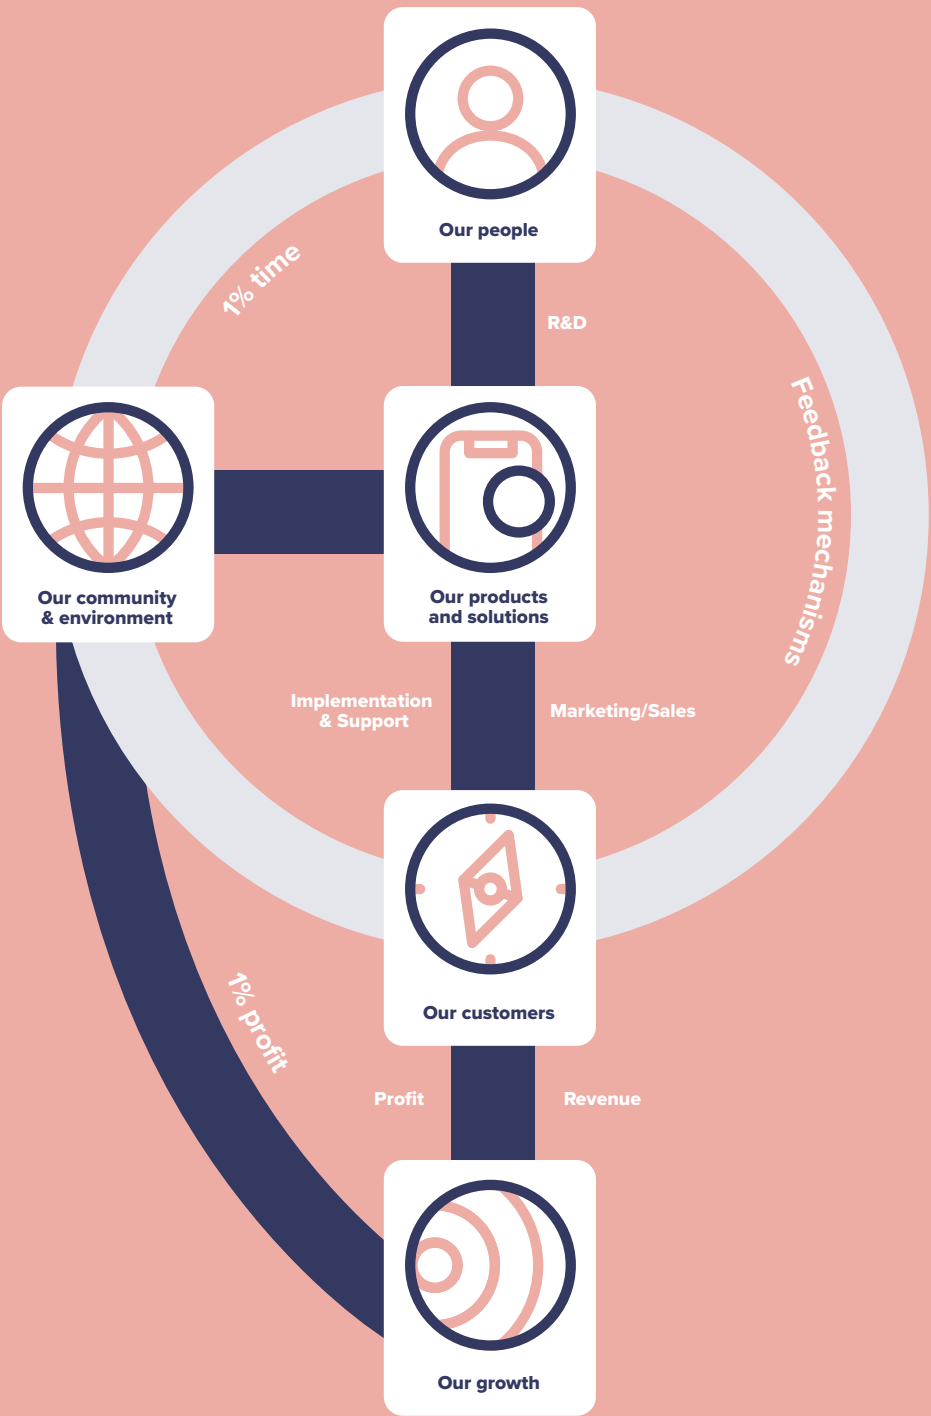 Our people
1% time
R&D
Feedback mechanisms
Our community
& environment
Our products
and solutions
Implementation
& Support
Marketing/Sales
Our customers
1% profit
Profit
Revenue
Our growth